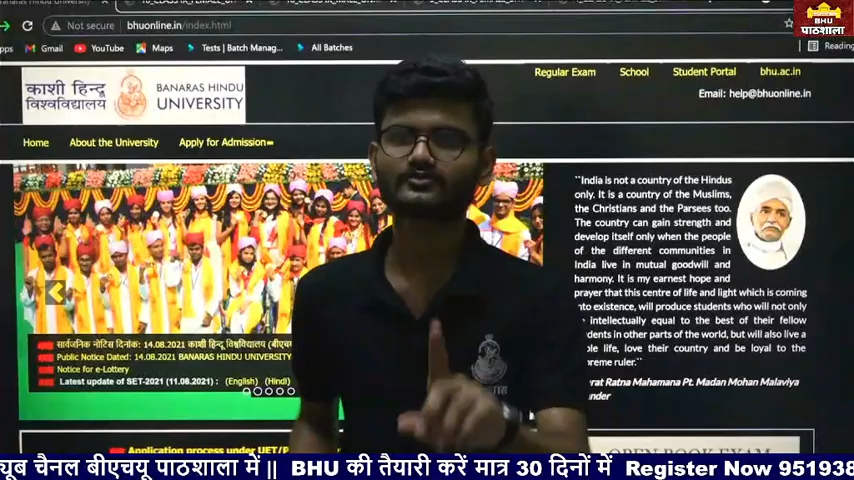 BHU
पाठशाला
Not secure
bhuonline.in/index.html
Gmail
YouTube
Maps
Tests | Batch Manag...
All Batches
Reading
काशी हिन्दू
विश्वविद्यालय
BANARAS HINDU
UNIVERSITY
Regular Exam
School
Student Portal
bhu.ac.in
Email: help@bhuonline.in
Home
About the University
Apply for Admission
``India is not a country of the Hindus
only. It is a country of the Muslims,
the Christians and the Parsees too.
The country can gain strength and
develop itself only when the people
of the different communities in
India live in mutual goodwill and
harmony. It is my earnest hope and
prayer that this centre of life and light which is coming
into existence, will produce students who will not only
intellectually equal to the best of their fellow
dents in other parts of the world, but will also live a
ble life, love their country and be loyal to the
preme ruler.``
arat Ratna Mahamana Pt. Madan Mohan Malaviya
under
सार्वजनिक नोटिस दिनांक: 14.08.2021 काशी हिन्दू विश्वविद्यालय (बीएच
Public Notice Dated: 14.08.2021 BANARAS HINDU UNIVERSITY
Notice for e-Lottery
Latest update of SET-2021 (11.08.2021) : (English) (Hindi)
Application process under UET/P
OPEN BOOK EXAM
यूब चैनल बीएचयू पाठशाला में || BHU की तैयारी करें मात्र 30 दिनों में Register Now 951938